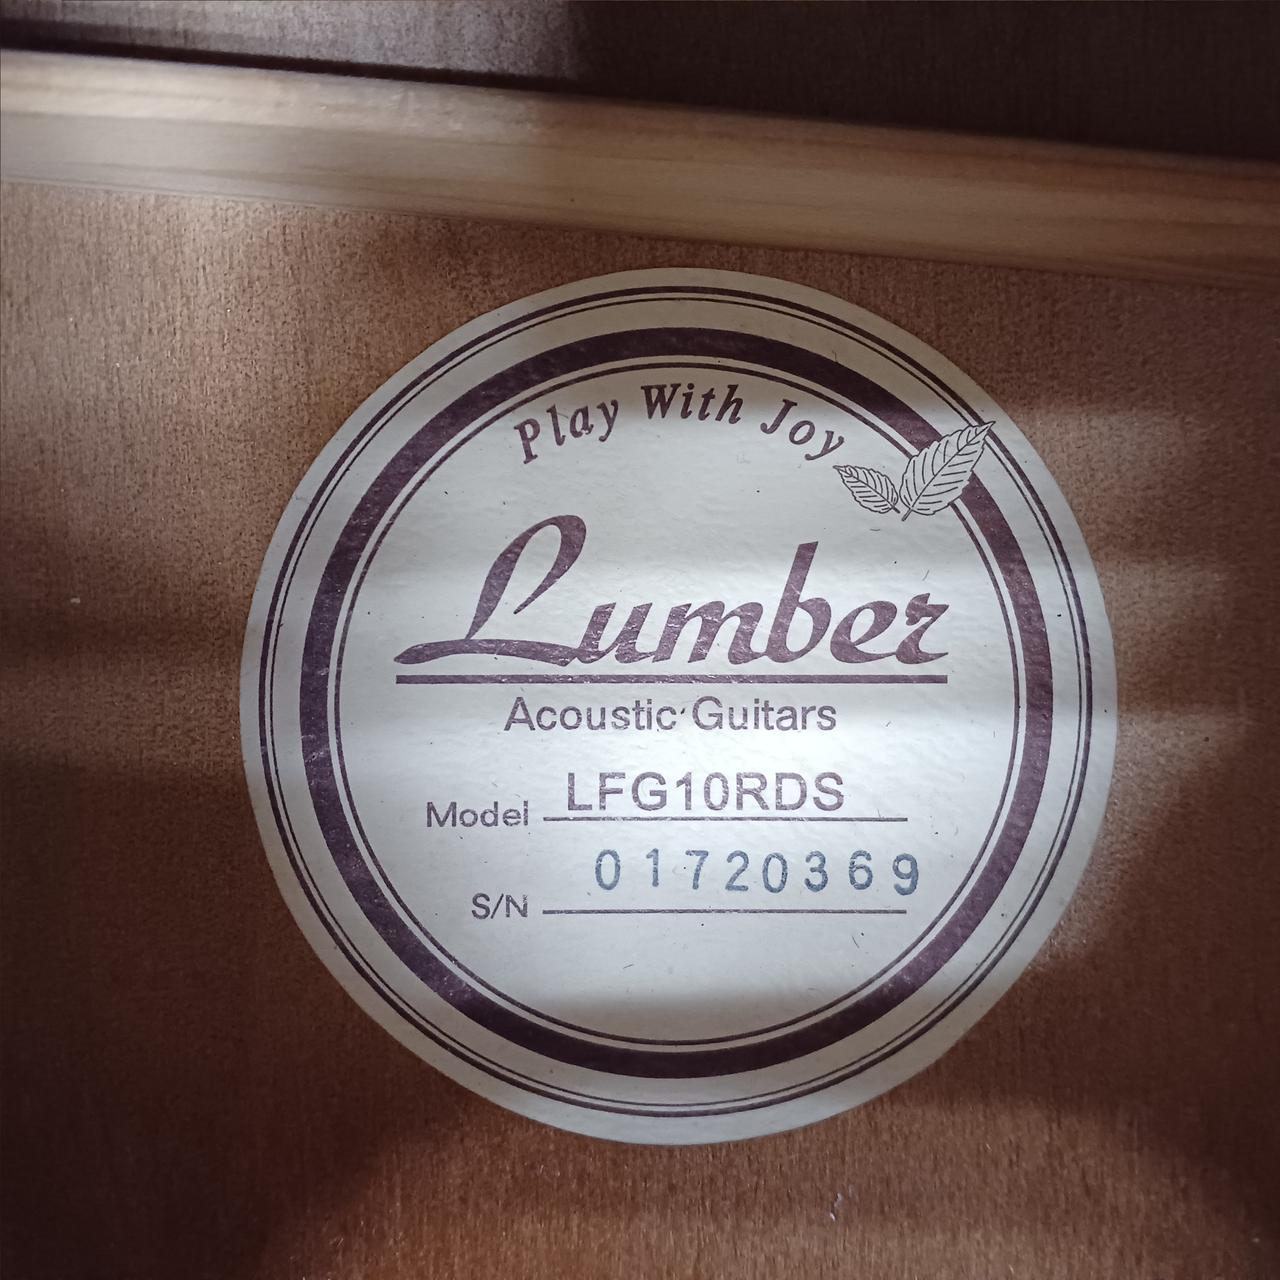 Play With Joy
Lumber
Acoustic Guitars
Model LFG10RDS
S/N 01720369